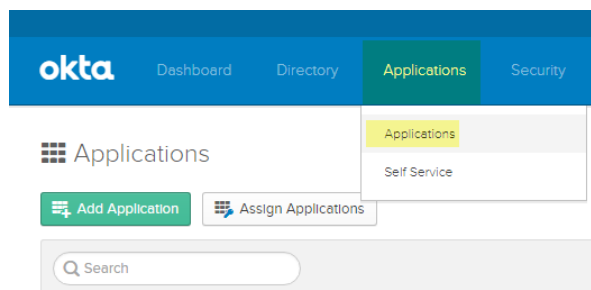 okta Dashboard Directory Applications Security
Applications
Applications
Self Service
Add Application Assign Applications
Search